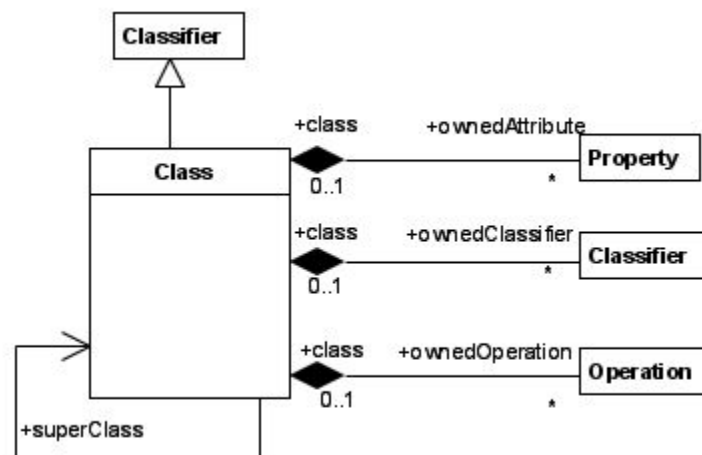 Classifier
+class
+ownedAttribute
Class
Property
0..1
*
+class
+ownedClassifier
Classifier
0..1
*
+class
+ownedOperation
Operation
0..1
*
+superClass